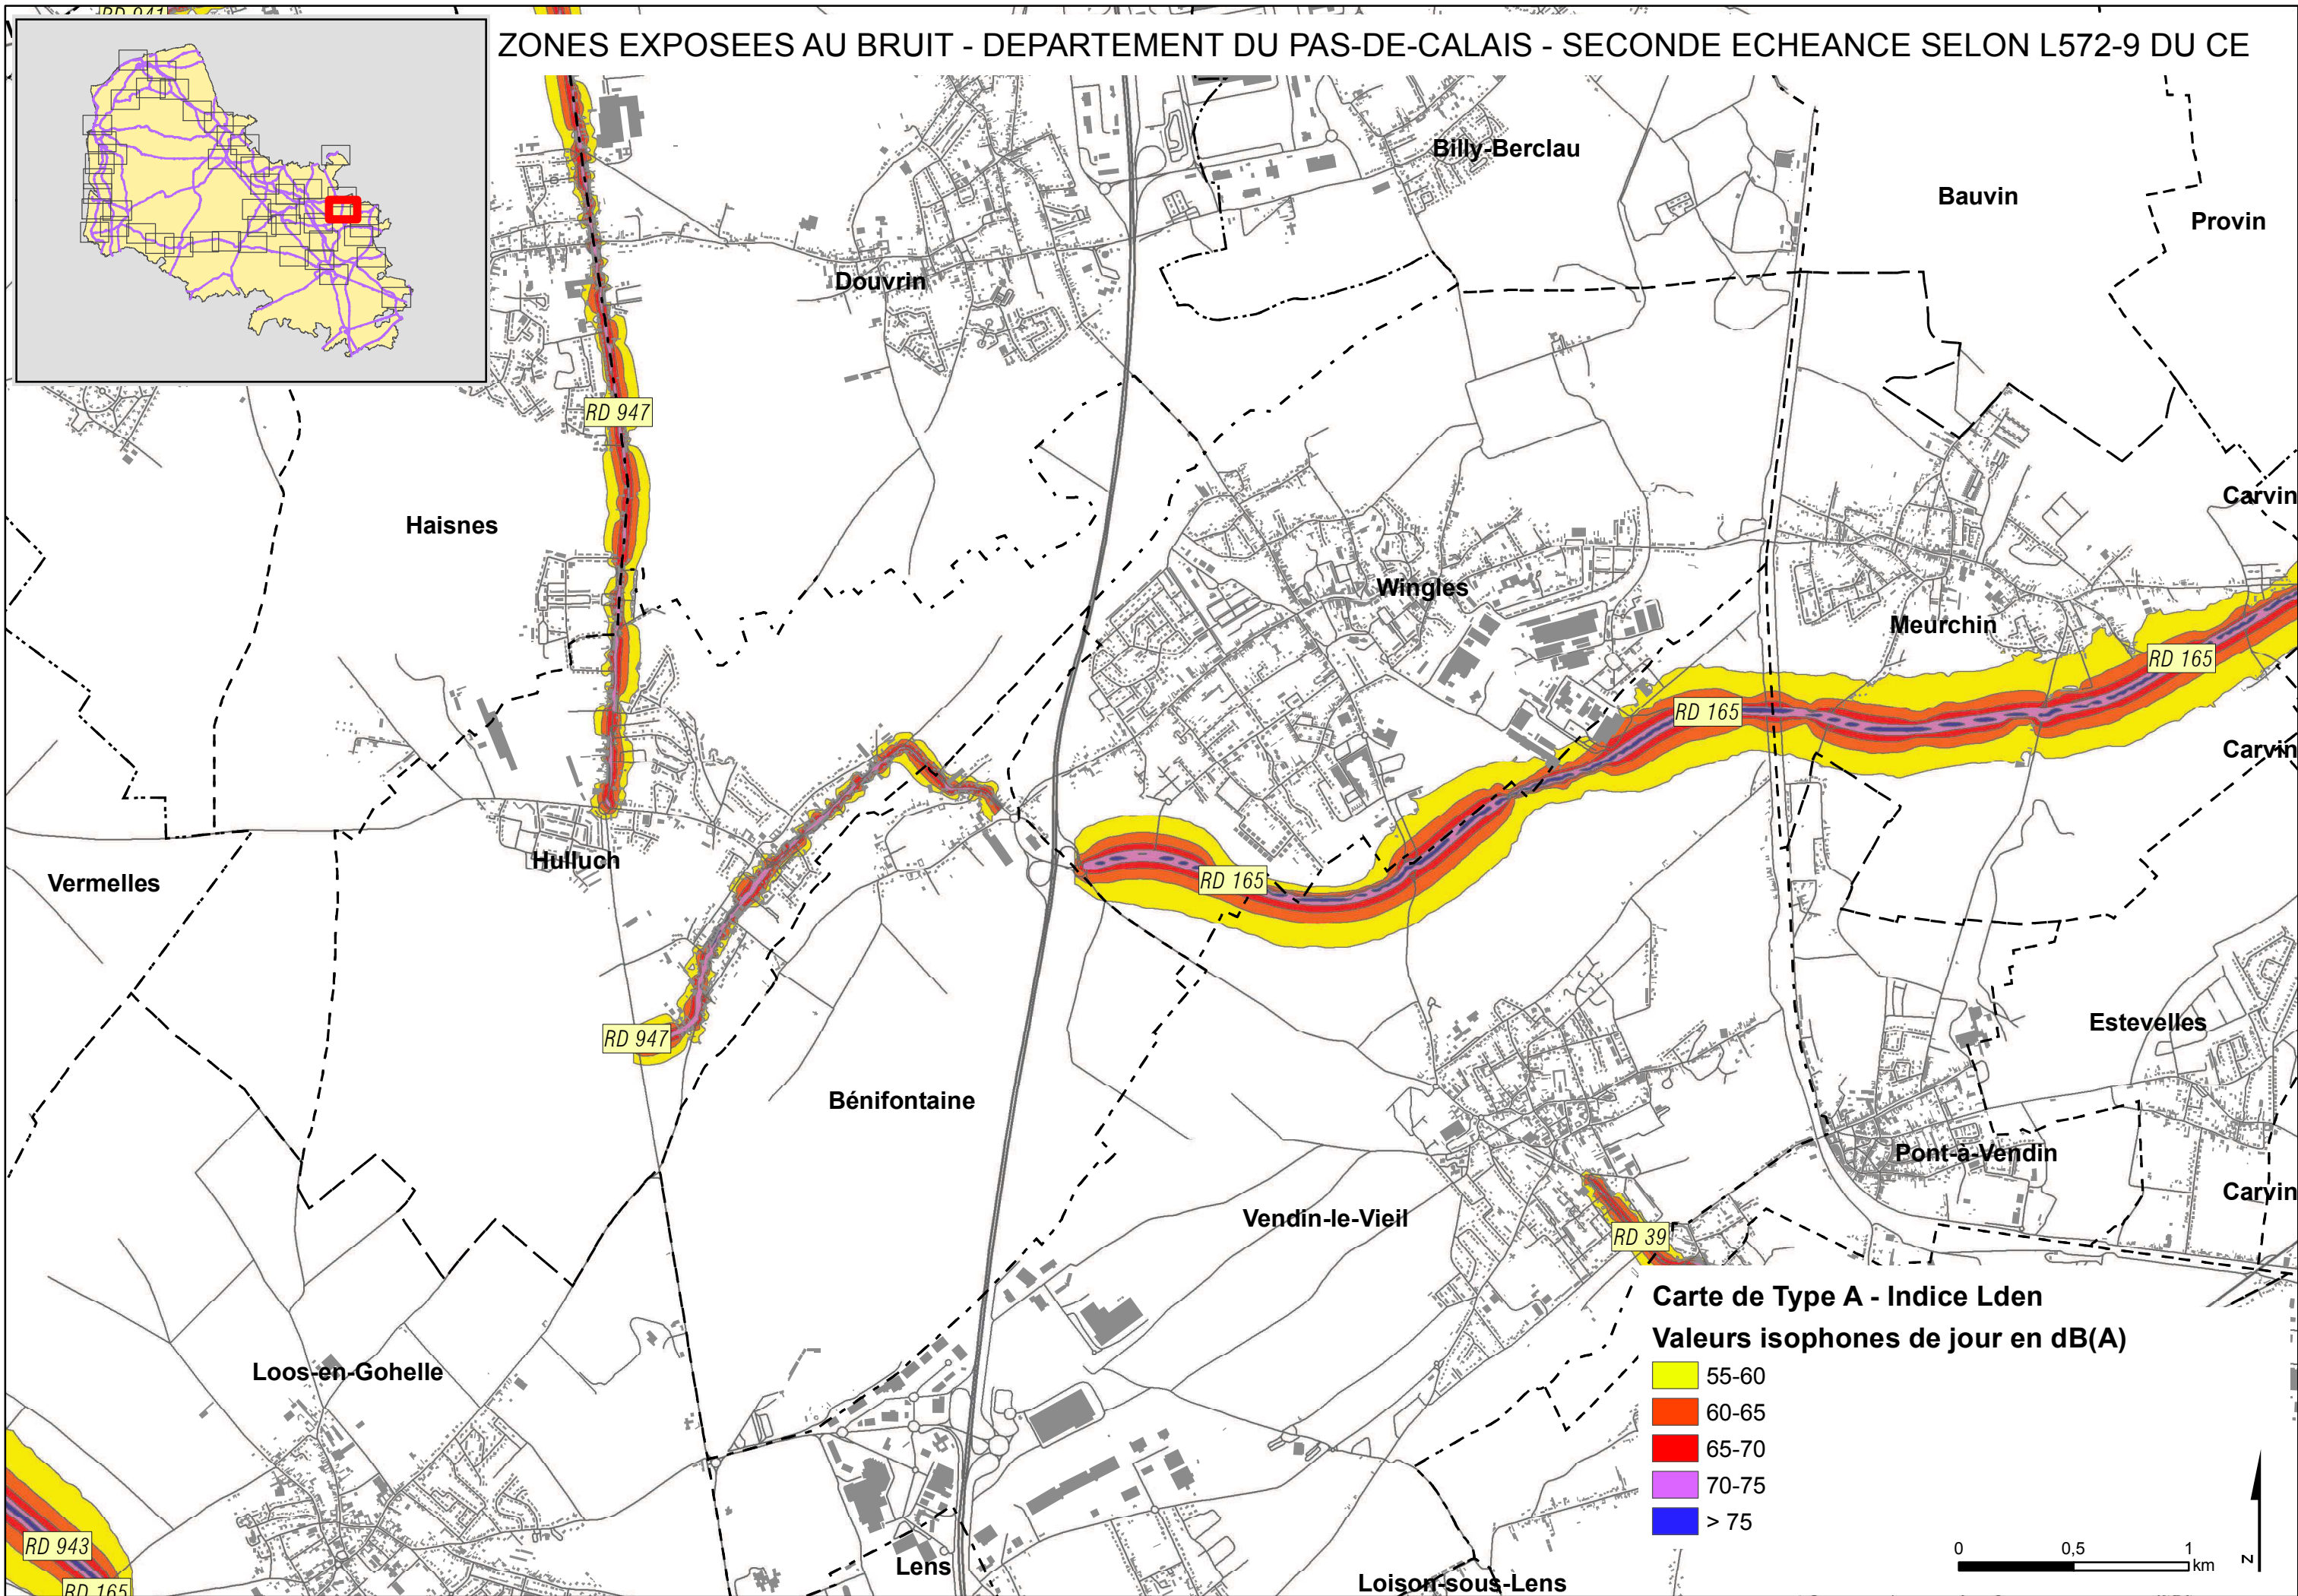 RD 941
ZONES EXPOSEES AU BRUIT - DEPARTEMENT DU PAS-DE-CALAIS - SECONDE ECHEANCE SELON L572-9 DU CE
Billy-Berclau
Bauvin
Provin
Douvrin
RD 947
Carvin
Haisnes
Wingles
Meurchin
RD 165
RD 165
Carvin
Hulluch
Vermelles
RD 165
Estevelles
RD 947
Bénifontaine
Pont-à-Vendin
Carvin
Vendin-le-Vieil
RD 39
Carte de Type A - Indice Lden
Valeurs isophones de jour en dB(A)
Loos-en-Gohelle
55-60
60-65
65-70
70-75
> 75
RD 943
0 0,5 1
km
N
Lens
Loison-sous-Lens
RD 165